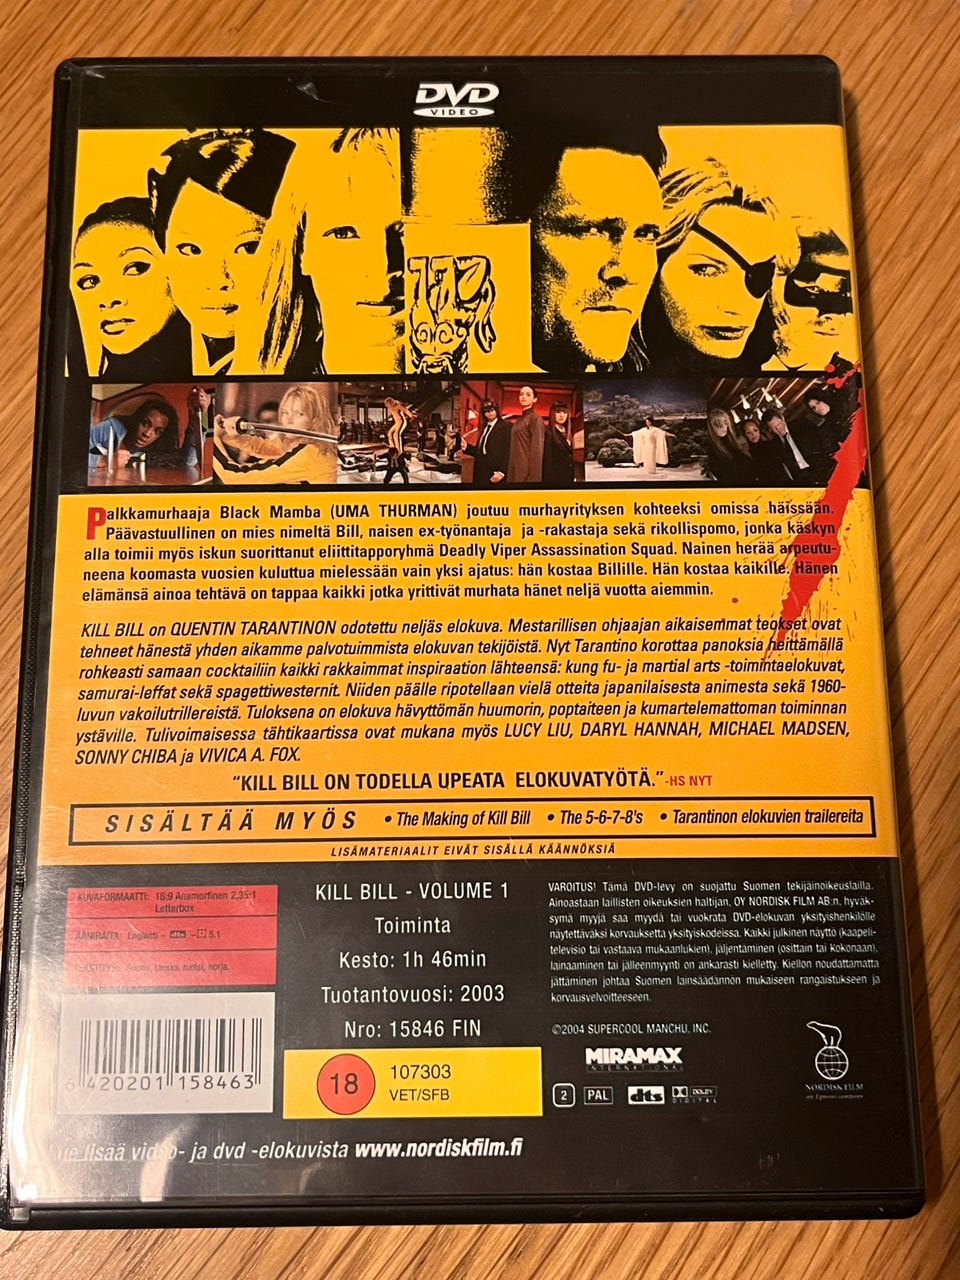 DVD
VIDEO
Palkkamurhaaja Black Mamba (UMA THURMAN) joutuu murhayrityksen kohteeksi omissa häissään.
Päävastuullinen on mies nimeltä Bill, naisen ex-työnantaja ja -rakastaja sekä rikollispomo, jonka käskyn
alla toimii myös iskun suorittanut eliittitapporyhmä Deadly Viper Assassination Squad. Nainen herää arpeutu-
neena koomasta vuosien kuluttua mielessään vain yksi ajatus: hän kostaa Billille. Hän kostaa kaikille. Hänen
elämänsä ainoa tehtävä on tappaa kaikki jotka yrittivät murhata hänet neljä vuotta aiemmin.
KILL BILL on QUENTIN TARANTINON odotettu neljäs elokuva. Mestarillisen ohjaajan aikaisemmat teokset ovat
tehneet hänestä yhden aikamme palvotuimmista elokuvan tekijöistä. Nyt Tarantino korottaa panoksia heittämällä
rohkeasti samaan cocktailiin kaikki rakkaimmat inspiraation lähteensä: kung fu- ja martial arts -toimintaelokuvat,
samurai-leffat sekä spagettiwesternit. Niiden päälle ripotellaan vielä otteita japanilaisesta animesta sekä 1960-
luvun vakoilutrillereistä. Tuloksena on elokuva hävyttömän huumorin, poptaiteen ja kumartelemattoman toiminnan
ystäville. Tulivoimaisessa tähtikaartissa ovat mukana myös LUCY LIU, DARYL HANNAH, MICHAEL MADSEN,
SONNY CHIBA ja VIVICA A. FOX.
"KILL BILL ON TODELLA UPEATA ELOKUVATYÖTÄ."-HS NYT
SISÄLTÄÄ MYÖS • The Making of Kill Bill • The 5-6-7-8's • Tarantinon elokuvien trailereita
LISÄMATERIAALIT EIVÄT SISÄLLÄ KÄÄNNÖKSIÄ
KUVAFORMAATTI: 16:9 Anamorfinen 2,35:1
Letterbox
ÄÄNIRAITA: Englanti – dts – 5.1
TEKSTITYS: Suomi, tanska, ruotsi, norja.
6 420201 158463
KILL BILL - VOLUME 1
Toiminta
Kesto: 1h 46min
Tuotantovuosi: 2003
Nro: 15846 FIN
18
107303
VET/SFB
VAROITUS! Tämä DVD-levy on suojattu Suomen tekijäinoikeuslailla.
Ainoastaan laillisten oikeuksien haltijan, OY NORDISK FILM AB:n, hyväk-
symä myyjä saa myydä tai vuokrata DVD-elokuvan yksityishenkilölle
näytettäväksi korvauksetta yksityiskodeissa. Kaikki julkinen näyttö (kaapeli-
televisio tai vastaava mukaanlukien), jäljentäminen (osittain tai kokonaan),
lainaaminen tai jälleenmyynti on ankarasti kielletty. Kiellon noudattamatta
jättäminen johtaa Suomen lainsäädännön mukaiseen rangaistukseen ja
korvausvelvoitteeseen.
©2004 SUPERCOOL MANCHU, INC.
MIRAMAX
INTERNATIONAL
2 PAL dts DOLBY
DIGITAL
NORDISK FILM
an Egmont company
lisää video- ja dvd -elokuvista www.nordiskfilm.fi